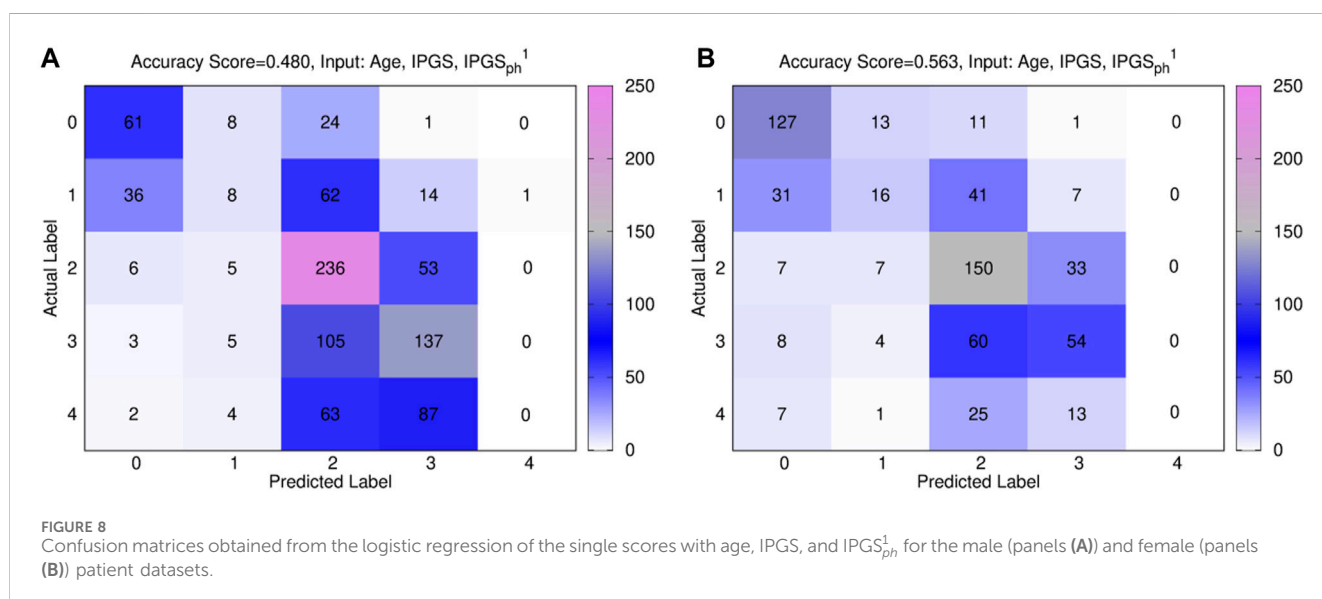 A
Accuracy Score=0.480, Input: Age, IPGS, IPGSph1
250
200
150
100
50
0
0 61 8 24 1 0
1 36 8 62 14 1
2 6 5 236 53 0
3 3 5 105 137 0
4 2 4 63 87 0
0 1 2 3 4
Actual Label
Predicted Label
B
Accuracy Score=0.563, Input: Age, IPGS, IPGSph1
250
200
150
100
50
0
0 127 13 11 1 0
1 31 16 41 7 0
2 7 7 150 33 0
3 8 4 60 54 0
4 7 1 25 13 0
0 1 2 3 4
Actual Label
Predicted Label
FIGURE 8
Confusion matrices obtained from the logistic regression of the single scores with age, IPGS, and IPGS1ph for the male (panels (A)) and female (panels
(B)) patient datasets.